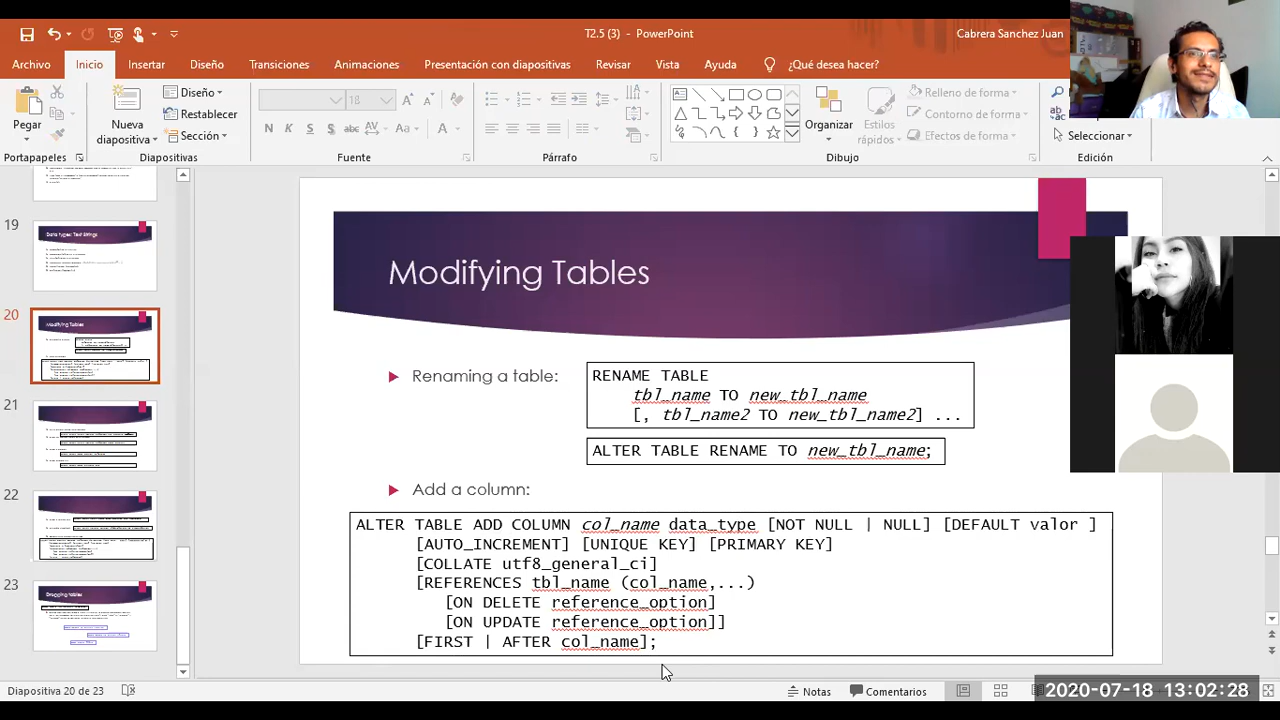 T2.5 (3) - PowerPoint
Cabrera Sanchez Juan
Archivo Inicio Insertar Diseño Transiciones Animaciones Presentación con diapositivas Revisar Vista Ayuda ¿Qué desea hacer?
Pegar
Nueva diapositiva
Diseño
Restablecer
Sección
18
N K S abc AV Aa A
Organizar
Estilos rápidos
Relleno de forma
Contorno de forma
Efectos de forma
Seleccionar
Portapapeles Diapositivas Fuente Párrafo Dibujo Edición
19
Data types: Text Strings
20
Modifying Tables
21
22
23
Dropping tables
Modifying Tables
Renaming a table:
RENAME TABLE
tbl_name TO new_tbl_name
[, tbl_name2 TO new_tbl_name2] ...
ALTER TABLE RENAME TO new_tbl_name;
Add a column:
ALTER TABLE ADD COLUMN col_name data_type [NOT NULL | NULL] [DEFAULT valor ]
[AUTO_INCREMENT] [UNIQUE KEY] [PRIMARY KEY]
[COLLATE utf8_general_ci]
[REFERENCES tbl_name (col_name,...)
[ON DELETE reference_option]
[ON UPDATE reference_option]]
[FIRST | AFTER col_name];
Diapositiva 20 de 23
Notas
Comentarios
2020-07-18 13:02:28